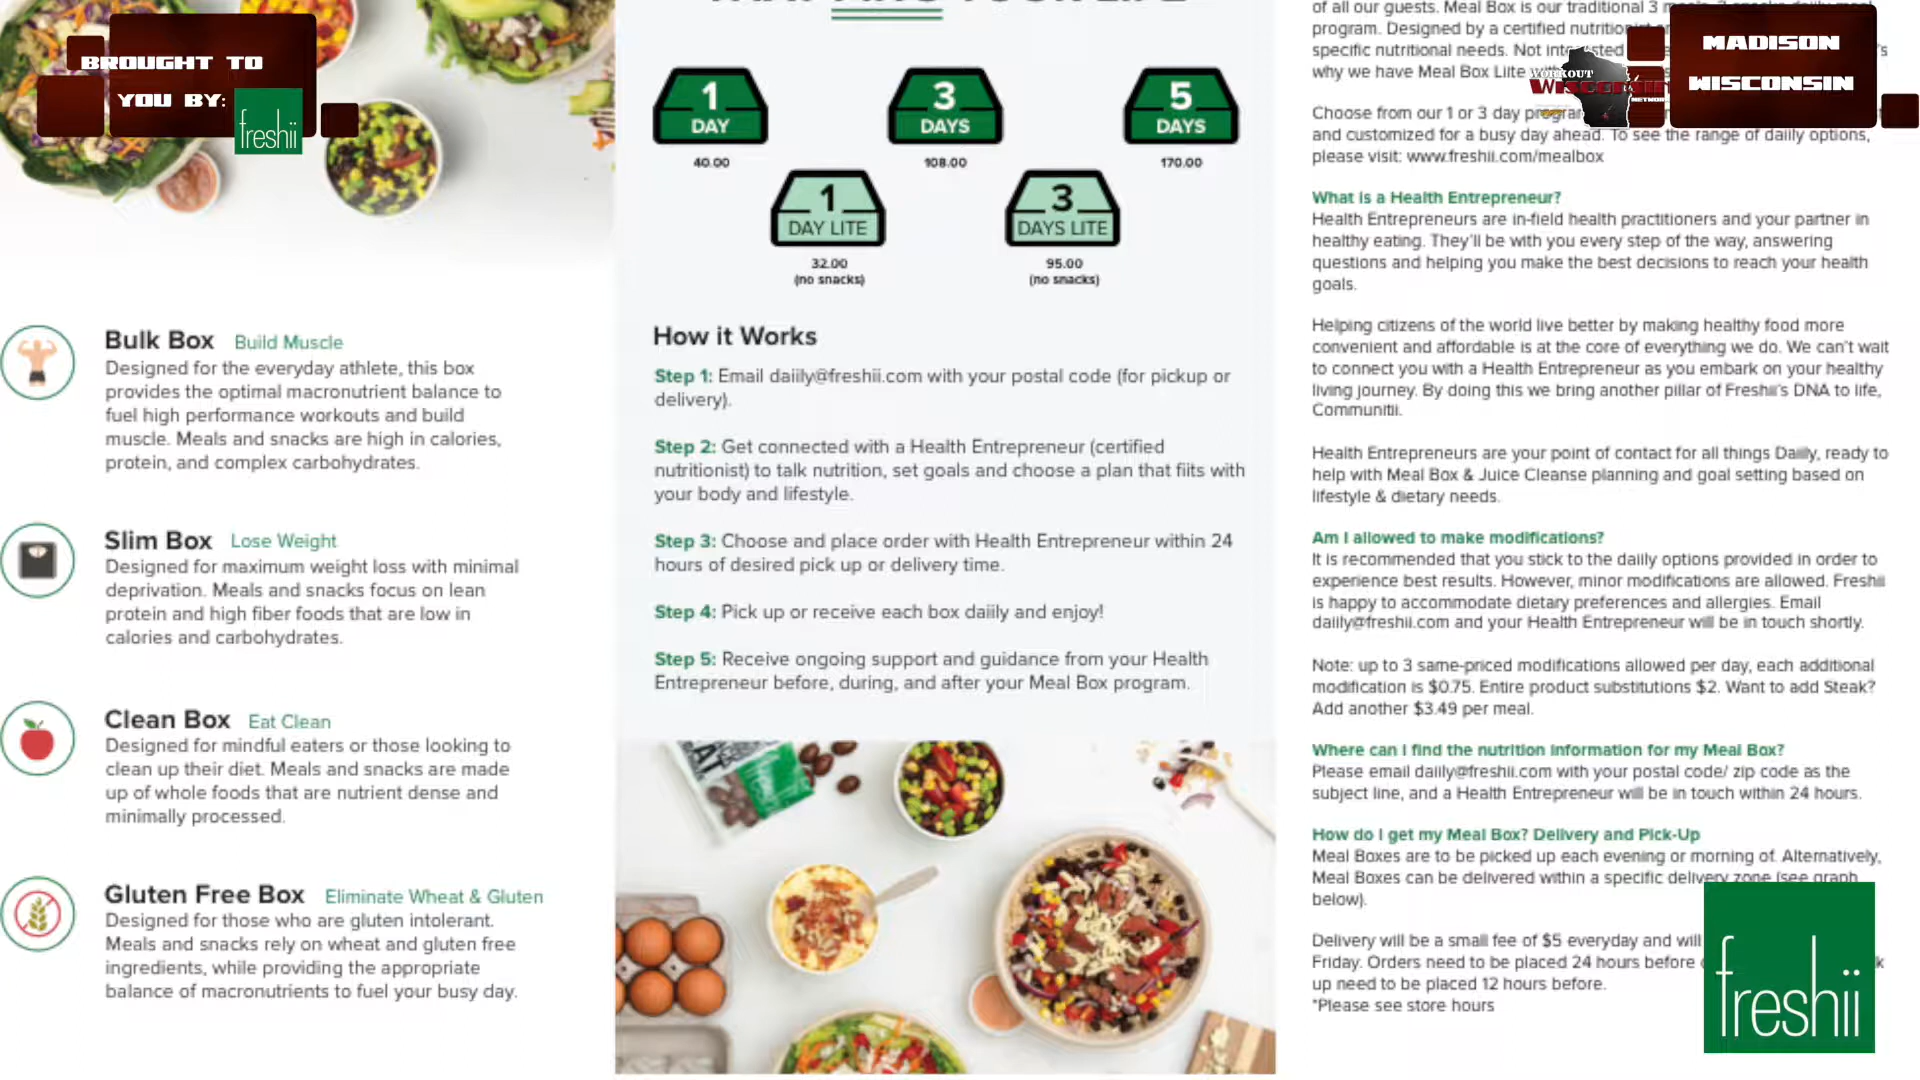 BROUGHT TO
YOU BY:
freshii
Bulk Box Build Muscle
Designed for the everyday athlete, this box
provides the optimal macronutrient balance to
fuel high performance workouts and build
muscle. Meals and snacks are high in calories,
protein, and complex carbohydrates.
Slim Box Lose Weight
Designed for maximum weight loss with minimal
deprivation. Meals and snacks focus on lean
protein and high fiber foods that are low in
calories and carbohydrates.
Clean Box Eat Clean
Designed for mindful eaters or those looking to
clean up their diet. Meals and snacks are made
up of whole foods that are nutrient dense and
minimally processed.
Gluten Free Box Eliminate Wheat & Gluten
Designed for those who are gluten intolerant.
Meals and snacks rely on wheat and gluten free
ingredients, while providing the appropriate
balance of macronutrients to fuel your busy day.
1 DAY
40.00
3 DAYS
108.00
5 DAYS
170.00
1 DAY LITE
32.00
(no snacks)
3 DAYS LITE
95.00
(no snacks)
How it Works
Step 1: Email daiily@freshii.com with your postal code (for pickup or
delivery).
Step 2: Get connected with a Health Entrepreneur (certified
nutritionist) to talk nutrition, set goals and choose a plan that fiits with
your body and lifestyle.
Step 3: Choose and place order with Health Entrepreneur within 24
hours of desired pick up or delivery time.
Step 4: Pick up or receive each box daiily and enjoy!
Step 5: Receive ongoing support and guidance from your Health
Entrepreneur before, during, and after your Meal Box program.
of all our guests. Meal Box is our traditional 3
program. Designed by a certified
specific nutritional needs. Not
why we have Meal Box Liite
Choose from our 1 or 3 day
and customized for a busy day ahead. To see the range of daiily options,
please visit: www.freshii.com/mealbox
What is a Health Entrepreneur?
Health Entrepreneurs are in-field health practitioners and your partner in
healthy eating. They'll be with you every step of the way, answering
questions and helping you make the best decisions to reach your health
goals.
Helping citizens of the world live better by making healthy food more
convenient and affordable is at the core of everything we do. We can't wait
to connect you with a Health Entrepreneur as you embark on your healthy
living journey. By doing this we bring another pillar of Freshii's DNA to life,
Communitii.
Health Entrepreneurs are your point of contact for all things Daiily, ready to
help with Meal Box & Juice Cleanse planning and goal setting based on
lifestyle & dietary needs.
Am I allowed to make modifications?
It is recommended that you stick to the daiily options provided in order to
experience best results. However, minor modifications are allowed. Freshii
is happy to accommodate dietary preferences and allergies. Email
daiily@freshii.com and your Health Entrepreneur will be in touch shortly.
Note: up to 3 same-priced modifications allowed per day, each additional
modification is $0.75. Entire product substitutions $2. Want to add Steak?
Add another $3.49 per meal.
Where can I find the nutrition information for my Meal Box?
Please email daiily@freshii.com with your postal code/ zip code as the
subject line, and a Health Entrepreneur will be in touch within 24 hours.
How do I get my Meal Box? Delivery and Pick-Up
Meal Boxes are to be picked up each evening or morning of. Alternatively,
Meal Boxes can be delivered within a specific delivery zone (see graph
below).
Delivery will be a small fee of $5 everyday and will
Friday. Orders need to be placed 24 hours before
up need to be placed 12 hours before.
*Please see store hours
WORKOUT
WISCONSIN
MADISON
WISCONSIN
freshii